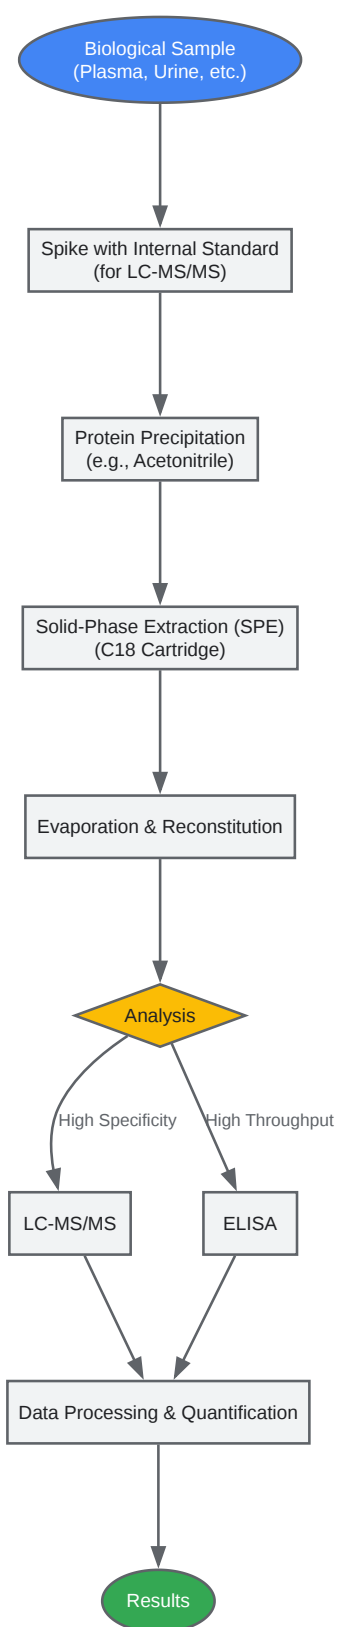 Biological Sample
(Plasma, Urine, etc.)
Spike with Internal Standard
(for LC-MS/MS)
Protein Precipitation
(e.g., Acetonitrile)
Solid-Phase Extraction (SPE)
(C18 Cartridge)
Evaporation & Reconstitution
Analysis
High Specificity
High Throughput
LC-MS/MS
ELISA
Data Processing & Quantification
Results